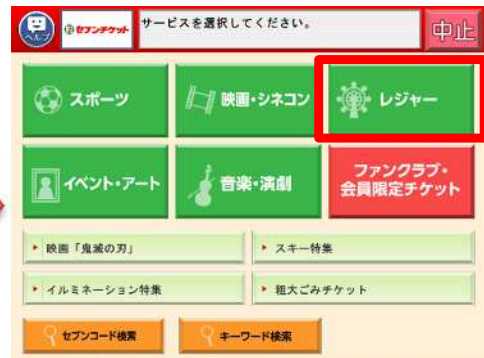 ヘルプ
セブンチケット
サービスを選択してください。
中止
スポーツ
映画・シネコン
レジャー
イベント・アート
音楽・演劇
ファンクラブ・
会員限定チケット
映画「鬼滅の刃」
スキー特集
イルミネーション特集
粗大ごみチケット
セブンコード検索
キーワード検索